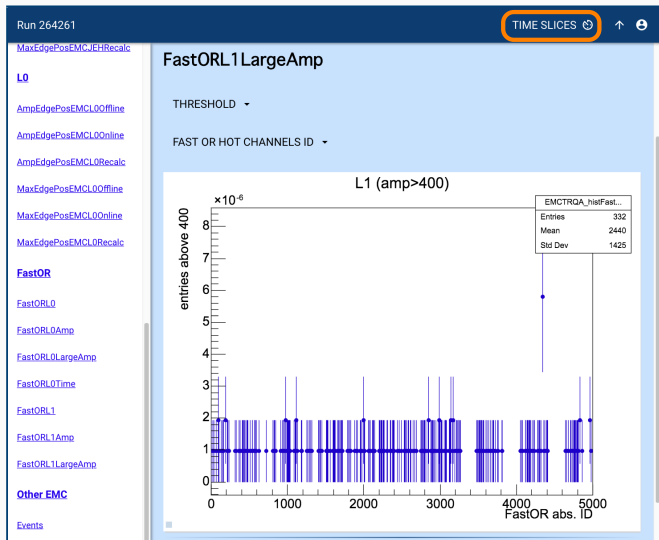 Run 264261
TIME SLICES
MaxEdgePosEMCJEHRecalc
L0
AmpEdgePosEMCL0Offline
AmpEdgePosEMCL0Online
AmpEdgePosEMCL0Recalc
MaxEdgePosEMCL0Offline
MaxEdgePosEMCL0Online
MaxEdgePosEMCL0Recalc
FastOR
FastORL0
FastORL0Amp
FastORL0LargeAmp
FastORL0Time
FastORL1
FastORL1Amp
FastORL1LargeAmp
Other EMC
Events
FastORL1LargeAmp
THRESHOLD
FAST OR HOT CHANNELS ID
L1 (amp>400)
×10-6
EMCTRQA_histFast...
Entries 332
Mean 2440
Std Dev 1425
entries above 400
8
7
6
5
4
3
2
1
0
0 1000 2000 3000 4000 5000
FastOR abs. ID